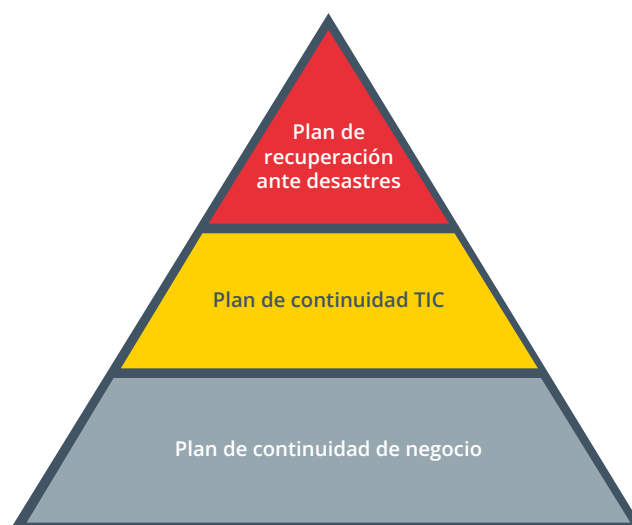 Plan de
recuperación
ante desastres
Plan de continuidad TIC
Plan de continuidad de negocio